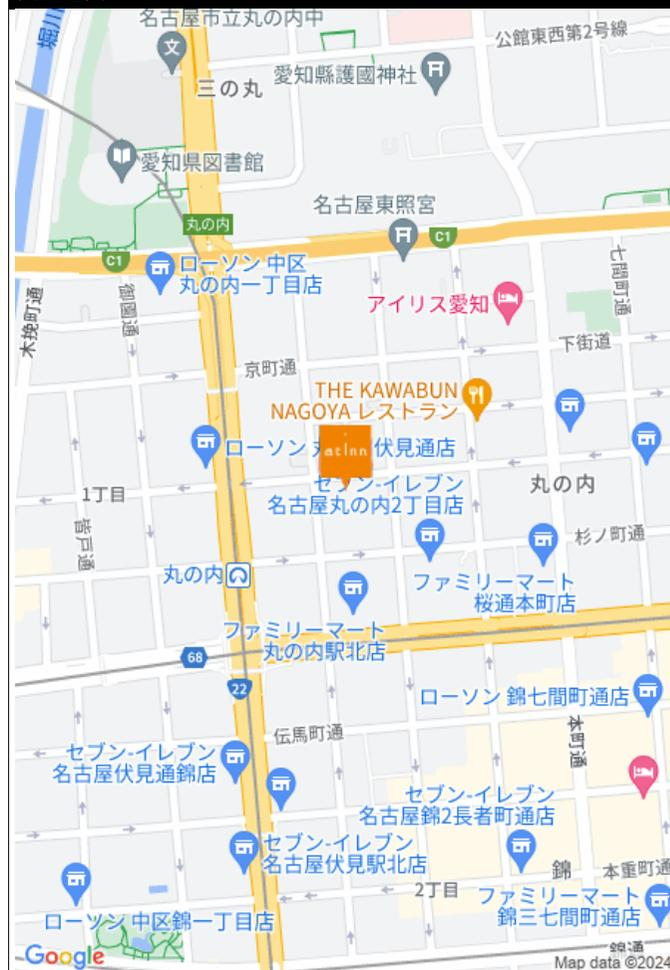 堀川
名古屋市立丸の内中
公館東西第2号線
三の丸
愛知縣護國神社
愛知県図書館
名古屋東照宮
丸の内
C1
C1
ローソン 中区
丸の内一丁目店
七間町通
御園通
木挽町通
アイリス愛知
下街道
京町通
THE KAWABUN
NAGOYA レストラン
ローソン 丸
伏見通店
at inn
セブン-イレブン
名古屋丸の内2丁目店
丸の内
1丁目
皆戸通
杉ノ町通
丸の内
ファミリーマート
桜通本町店
ファミリーマート
丸の内駅北店
68
22
ローソン 錦七間町通店
伝馬町通
本町通
セブン-イレブン
名古屋伏見通錦店
セブン-イレブン
名古屋錦2長者町通店
セブン-イレブン
名古屋伏見駅北店
錦
本重町通
2丁目
ファミリーマート
錦三七間町通店
ローソン 中区錦一丁目店
錦通
Google
Map data ©2024